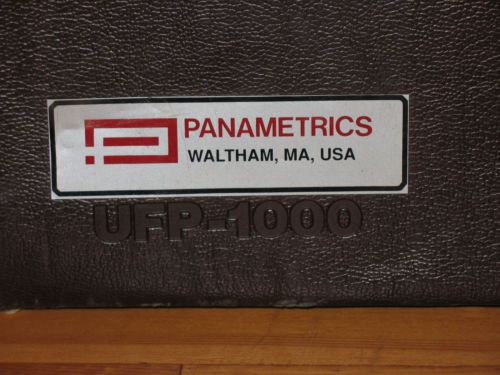 PANAMETRICS
WALTHAM, MA, USA
UFP-1000